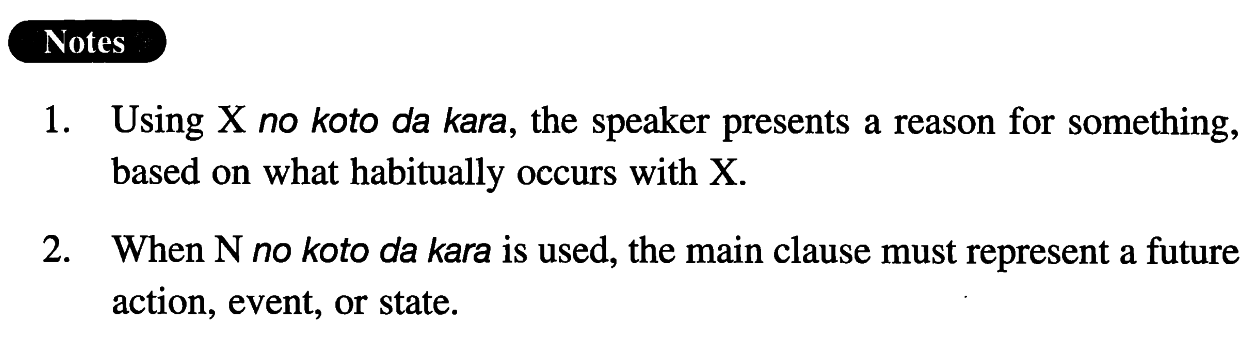 Notes
1. Using X no koto da kara, the speaker presents a reason for something,
based on what habitually occurs with X.
2. When N no koto da kara is used, the main clause must represent a future
action, event, or state.